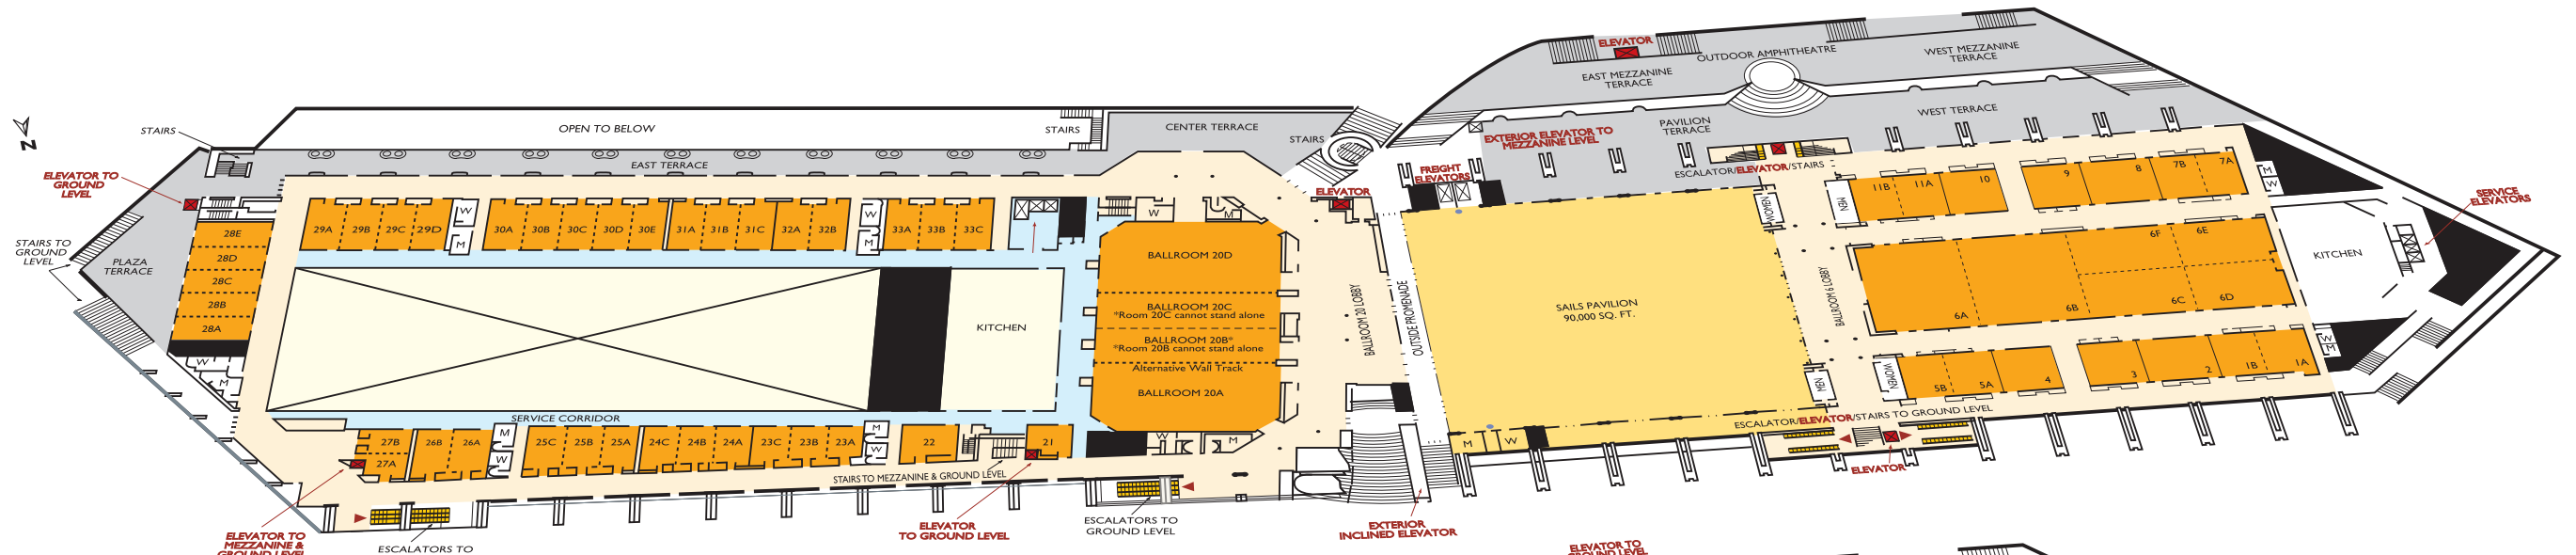 ELEVATOR
OUTDOOR AMPHITHEATRE
WEST MEZZANINE
TERRACE
EAST MEZZANINE
TERRACE
WEST TERRACE
PAVILION
TERRACE
EXTERIOR ELEVATOR TO
MEZZANINE LEVEL
ESCALATOR/ELEVATOR/STAIRS
FREIGHT
ELEVATORS
N
STAIRS
OPEN TO BELOW
STAIRS
CENTER TERRACE
STAIRS
EAST TERRACE
ELEVATOR TO
GROUND
LEVEL
STAIRS TO
GROUND
LEVEL
PLAZA
TERRACE
28E
28D
28C
28B
28A
W
M
29A
29B
29C
29D
W
M
30A
30B
30C
30D
30E
31A
31B
31C
32A
32B
W
M
33A
33B
33C
W
M
ELEVATOR
BALLROOM 20D
BALLROOM 20C
*Room 20C cannot stand alone
BALLROOM 20B*
*Room 20B cannot stand alone
Alternative Wall Track
BALLROOM 20A
KITCHEN
SERVICE CORRIDOR
27B
27A
26B
26A
M
W
25C
25B
25A
24C
24B
24A
23C
23B
23A
M
W
22
21
W
M
STAIRS TO MEZZANINE & GROUND LEVEL
ELEVATOR TO
MEZZANINE &
GROUND LEVEL
ESCALATORS TO
ELEVATOR
TO GROUND LEVEL
ESCALATORS TO
GROUND LEVEL
BALLROOM 20 LOBBY
OUTSIDE PROMENADE
EXTERIOR
INCLINED ELEVATOR
SAILS PAVILION
90,000 SQ. FT.
M
W
WOMEN
MEN
BALLROOM 6 LOBBY
MEN
WOMEN
11B
11A
10
9
8
7B
7A
M
W
6A
6B
6F
6E
6C
6D
KITCHEN
SERVICE
ELEVATORS
5B
5A
4
3
2
1B
1A
W
M
ESCALATOR/ELEVATOR/STAIRS TO GROUND LEVEL
ELEVATOR
ELEVATOR TO
GROUND LEVEL